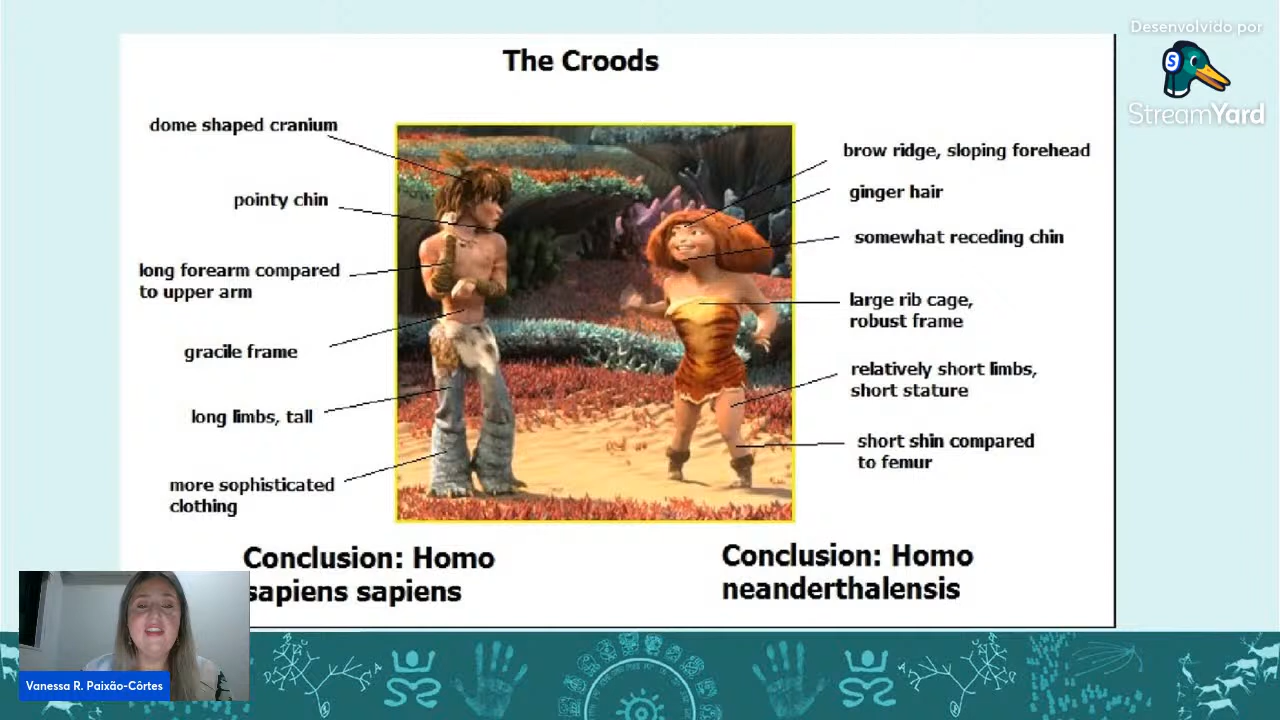 Desenvolvido por
StreamYard
The Croods
dome shaped cranium
pointy chin
long forearm compared
to upper arm
gracile frame
long limbs, tall
more sophisticated
clothing
brow ridge, sloping forehead
ginger hair
somewhat receding chin
large rib cage,
robust frame
relatively short limbs,
short stature
short shin compared
to femur
Conclusion: Homo
sapiens sapiens
Conclusion: Homo
neanderthalensis
Vanessa R. Paixão-Côrtes